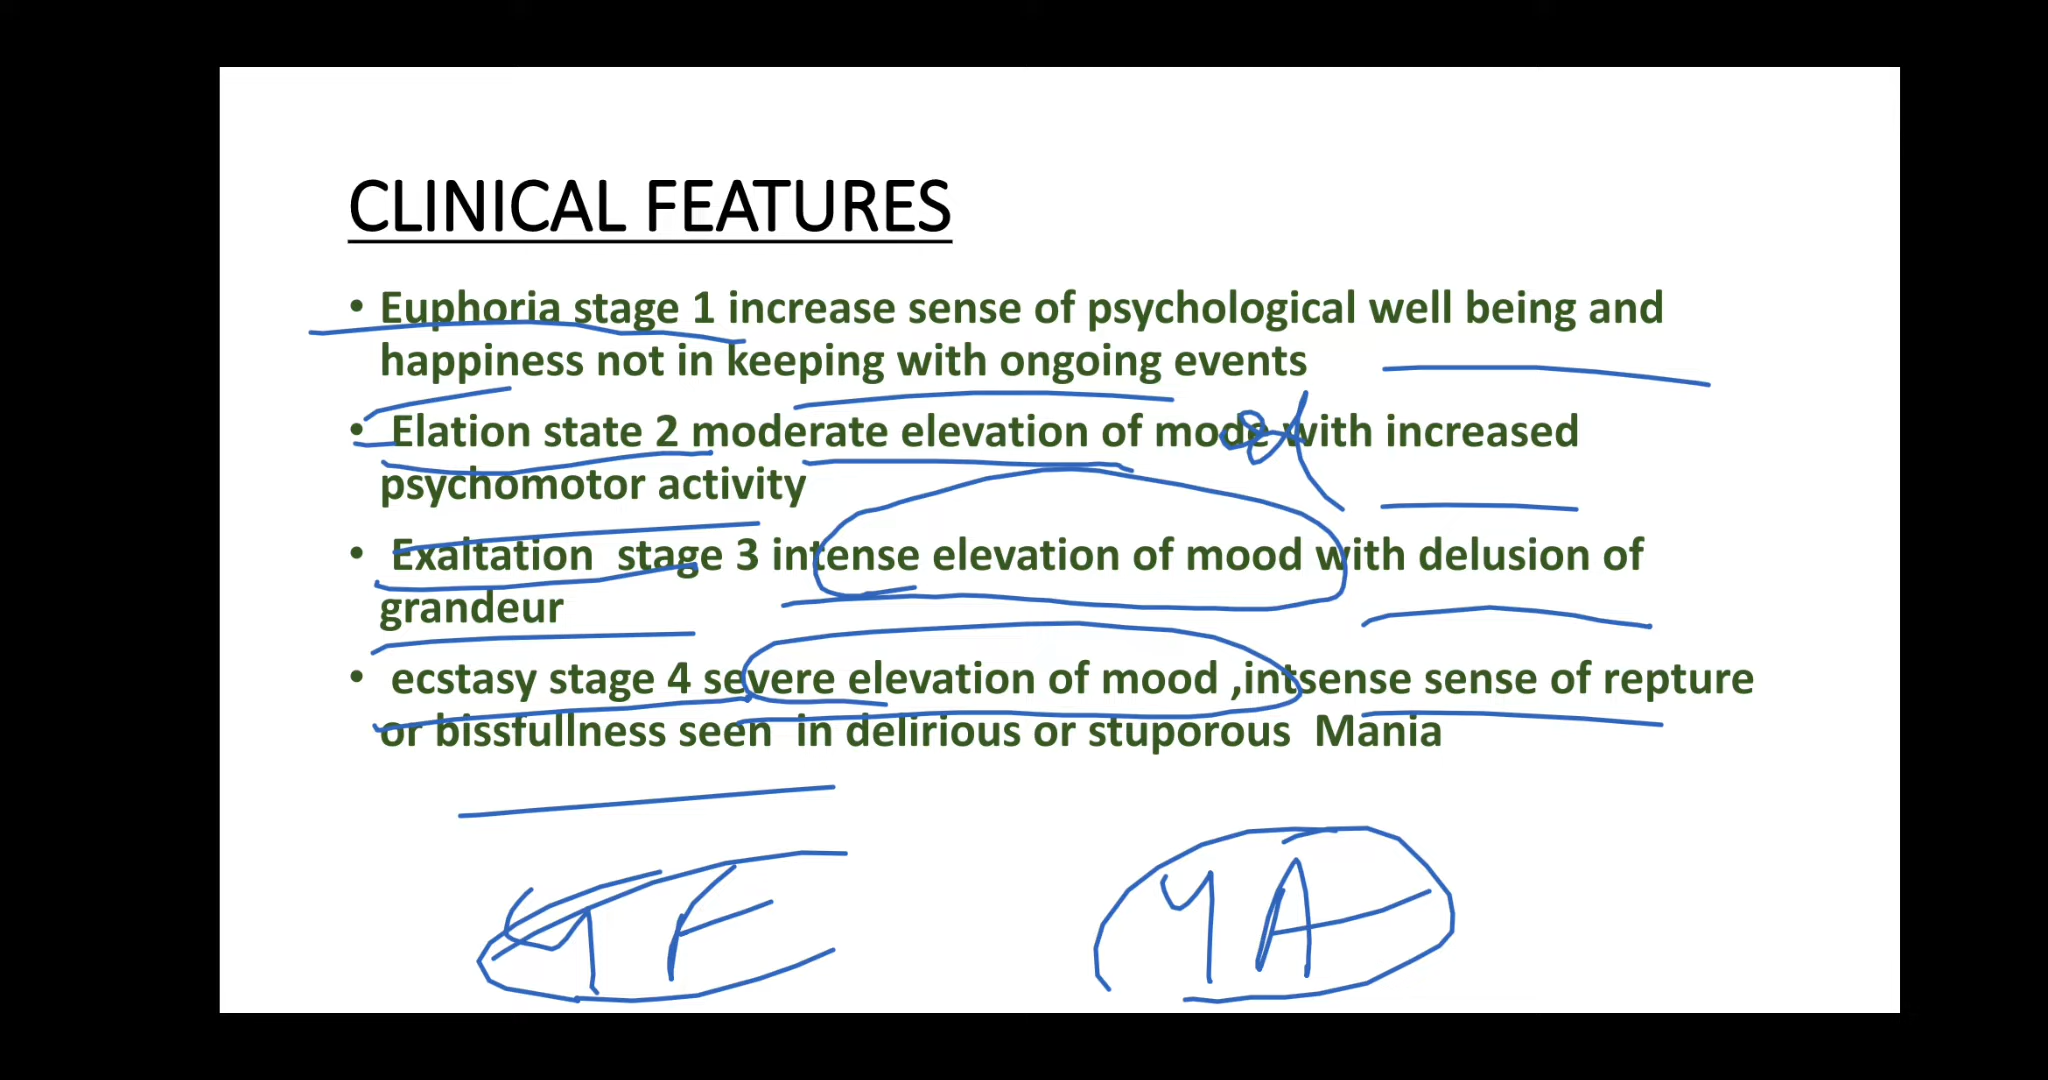 CLINICAL FEATURES
• Euphoria stage 1 increase sense of psychological well being and
happiness not in keeping with ongoing events
• Elation state 2 moderate elevation of mode with increased
psychomotor activity
• Exaltation stage 3 intense elevation of mood with delusion of
grandeur
• ecstasy stage 4 severe elevation of mood ,intsense sense of repture
or bissfullness seen in delirious or stuporous Mania
MA